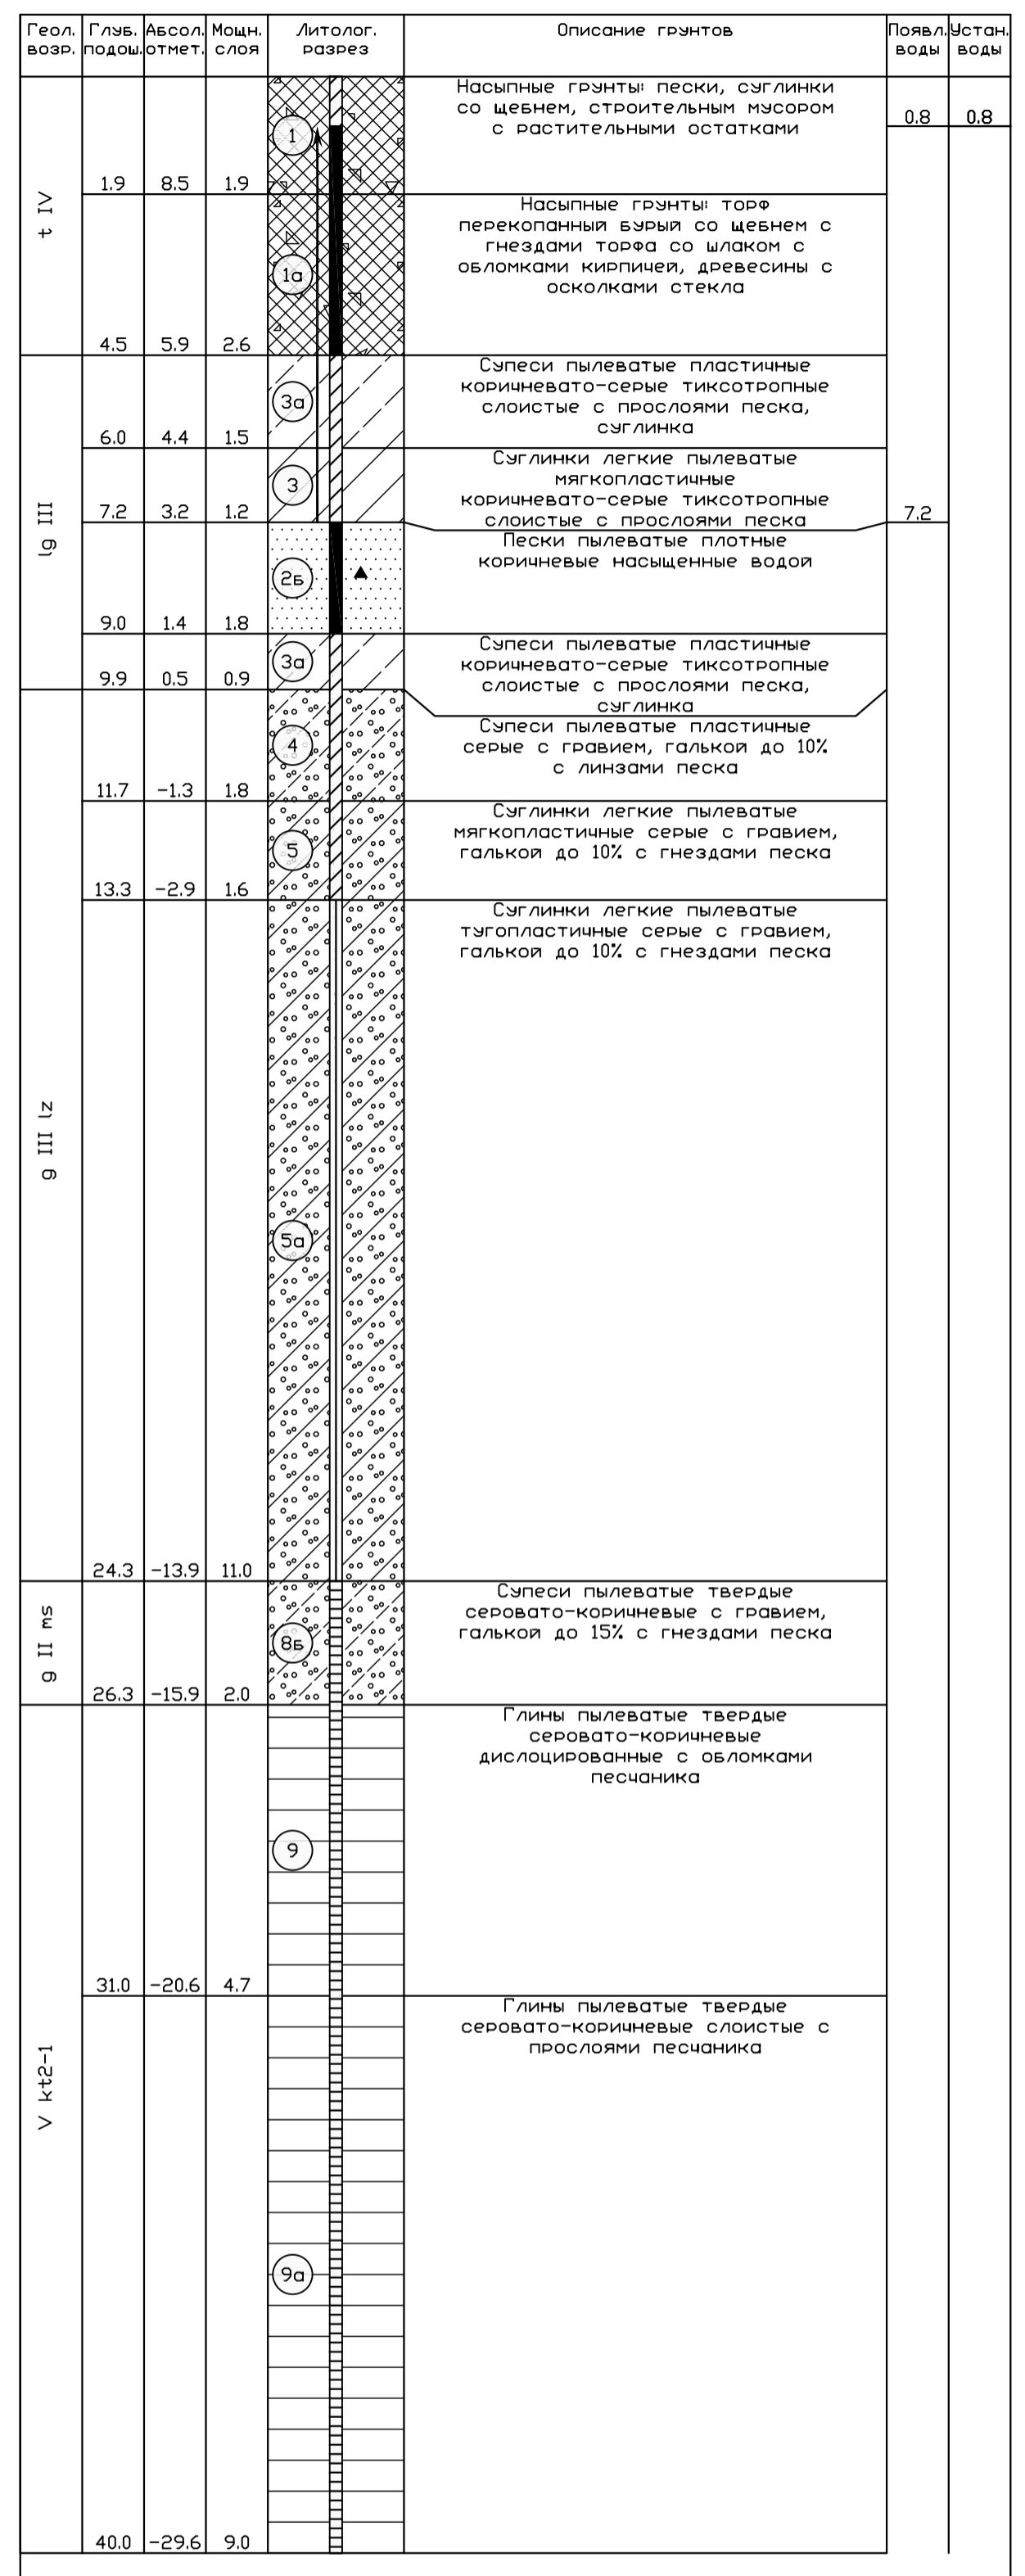 Геол. возр.
Глуб. подош.
Абсол. отмет.
Мощн. слоя
Литолог. разрез
Описание грунтов
Появл. воды
Устан. воды
t IV
1
Насыпные грунты: пески, суглинки
со щебнем, строительным мусором
с растительными остатками
0.8 0.8
1.9 8.5 1.9
1а
Насыпные грунты: торф
перекопанный бурый со щебнем с
гнездами торфа со шлаком с
обломками кирпичей, древесины с
осколками стекла
4.5 5.9 2.6
lg III
3а
Супеси пылеватые пластичные
коричневато-серые тиксотропные
слоистые с прослоями песка,
суглинка
6.0 4.4 1.5
3
Суглинки легкие пылеватые
мягкопластичные
коричневато-серые тиксотропные
слоистые с прослоями песка
7.2 3.2 1.2
7.2
2б
Пески пылеватые плотные
коричневые насыщенные водой
9.0 1.4 1.8
3а
Супеси пылеватые пластичные
коричневато-серые тиксотропные
слоистые с прослоями песка,
суглинка
9.9 0.5 0.9
g III lz
4
Супеси пылеватые пластичные
серые с гравием, галькой до 10%
с линзами песка
11.7 -1.3 1.8
5
Суглинки легкие пылеватые
мягкопластичные серые с гравием,
галькой до 10% с гнездами песка
13.3 -2.9 1.6
5а
Суглинки легкие пылеватые
тугопластичные серые с гравием,
галькой до 10% с гнездами песка
24.3 -13.9 11.0
g II ms
8б
Супеси пылеватые твердые
серовато-коричневые с гравием,
галькой до 15% с гнездами песка
26.3 -15.9 2.0
V kt2-1
9
Глины пылеватые твердые
серовато-коричневые
дислоцированные с обломками
песчаника
31.0 -20.6 4.7
9а
Глины пылеватые твердые
серовато-коричневые слоистые с
прослоями песчаника
40.0 -29.6 9.0